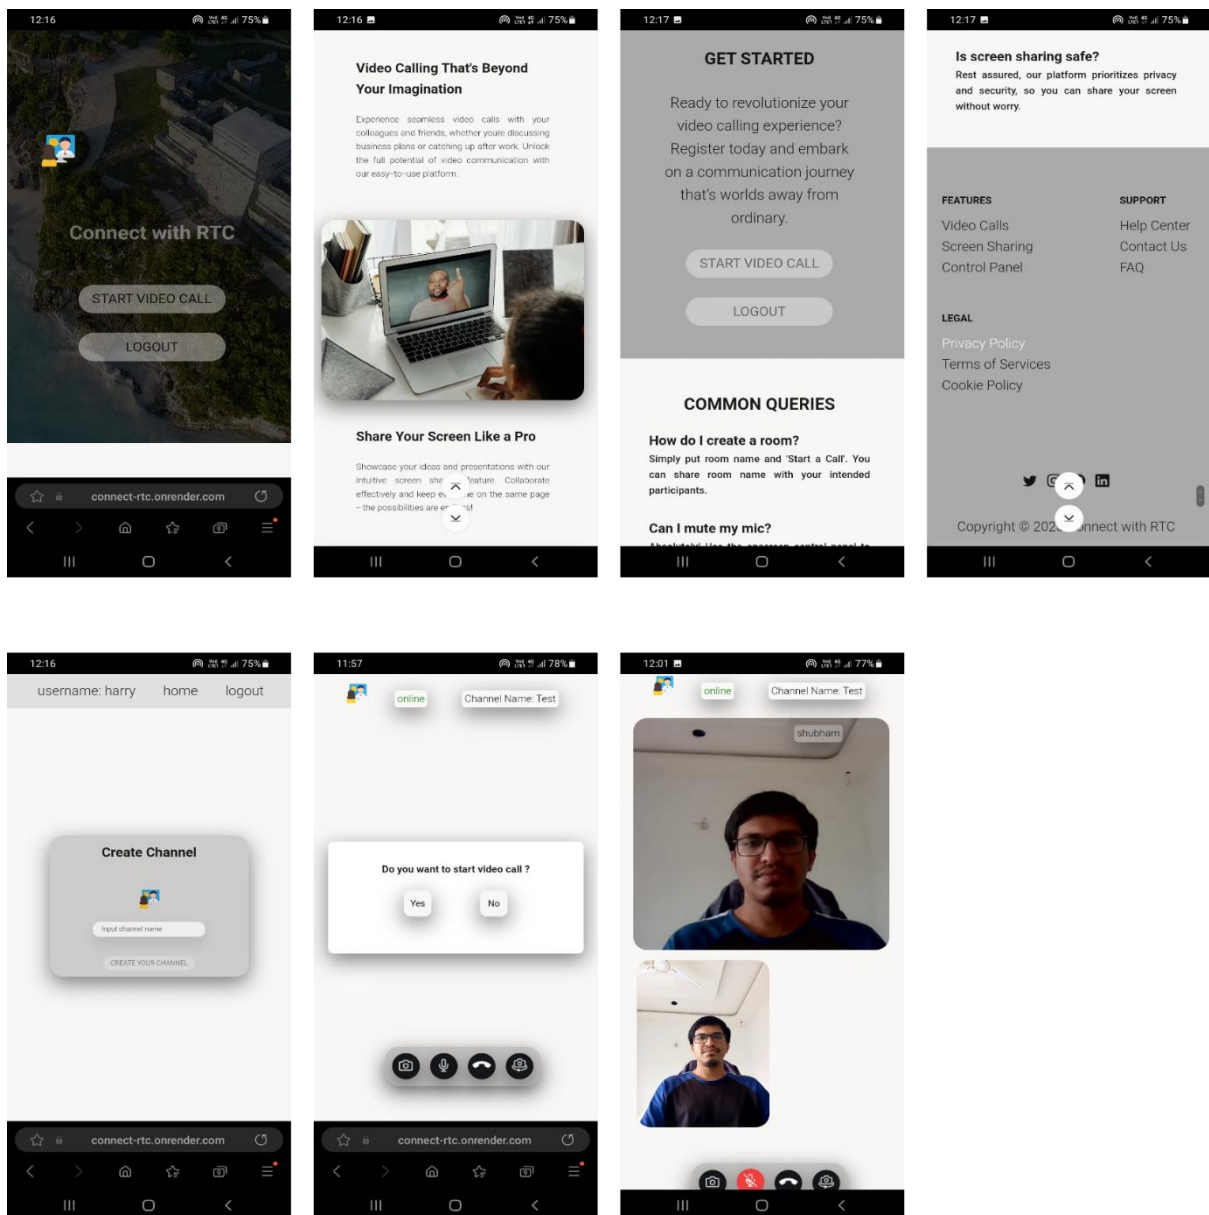 12:16
75%
Connect with RTC
START VIDEO CALL
LOGOUT
connect-rtc.onrender.com
12:16
75%
Video Calling That's Beyond
Your Imagination
Experience seamless video calls with your
colleagues and friends, whether youre discussing
business plans or catching up after work. Unlock
the full potential of video communication with
our easy-to-use platform.
Share Your Screen Like a Pro
Showcase your ideas and presentations with our
intuitive screen feature. Collaborate
effectively and keep on the same page
– the possibilities are
12:17
75%
GET STARTED
Ready to revolutionize your
video calling experience?
Register today and embark
on a communication journey
that's worlds away from
ordinary.
START VIDEO CALL
LOGOUT
COMMON QUERIES
How do I create a room?
Simply put room name and 'Start a Call'. You
can share room name with your intended
participants.
Can I mute my mic?
Absolutely! Use the onscreen control panel to
12:17
75%
Is screen sharing safe?
Rest assured, our platform prioritizes privacy
and security, so you can share your screen
without worry.
FEATURES
Video Calls
Screen Sharing
Control Panel
SUPPORT
Help Center
Contact Us
FAQ
LEGAL
Privacy Policy
Terms of Services
Cookie Policy
Copyright © with RTC
12:16
75%
username: harry home logout
Create Channel
Input channel name
CREATE YOUR CHANNEL
connect-rtc.onrender.com
11:57
78%
online
Channel Name: Test
Do you want to start video call ?
Yes
No
connect-rtc.onrender.com
12:01
77%
online
Channel Name: Test
shubham